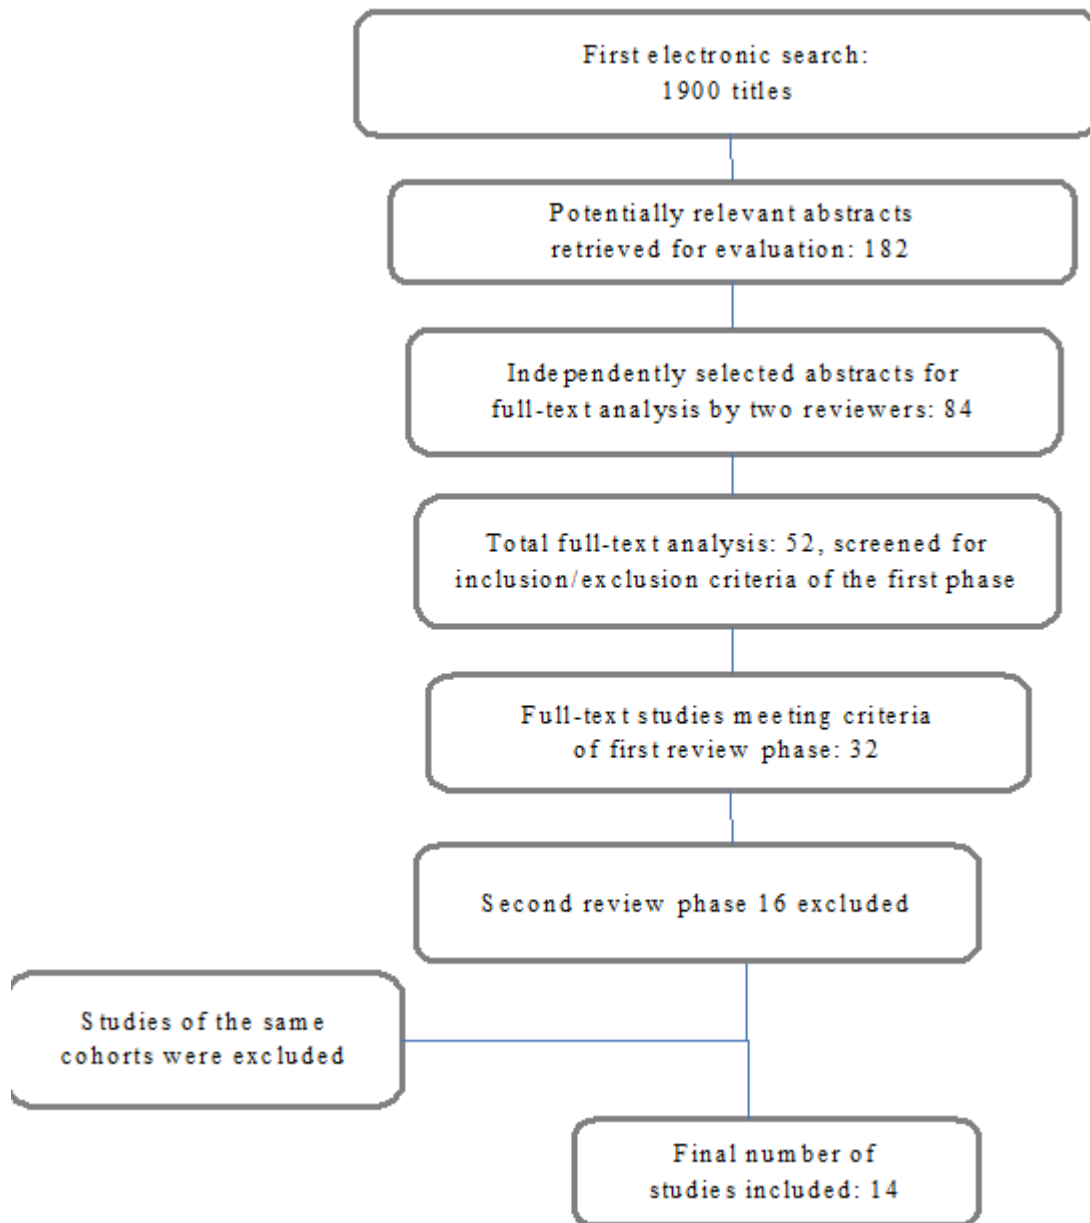 First electronic search:
1900 titles
Potentially relevant abstracts
retrieved for evaluation: 182
Independently selected abstracts for
full-text analysis by two reviewers: 84
Total full-text analysis: 52, screened for
inclusion/exclusion criteria of the first phase
Full-text studies meeting criteria
of first review phase: 32
Second review phase 16 excluded
Studies of the same
cohorts were excluded
Final number of
studies included: 14